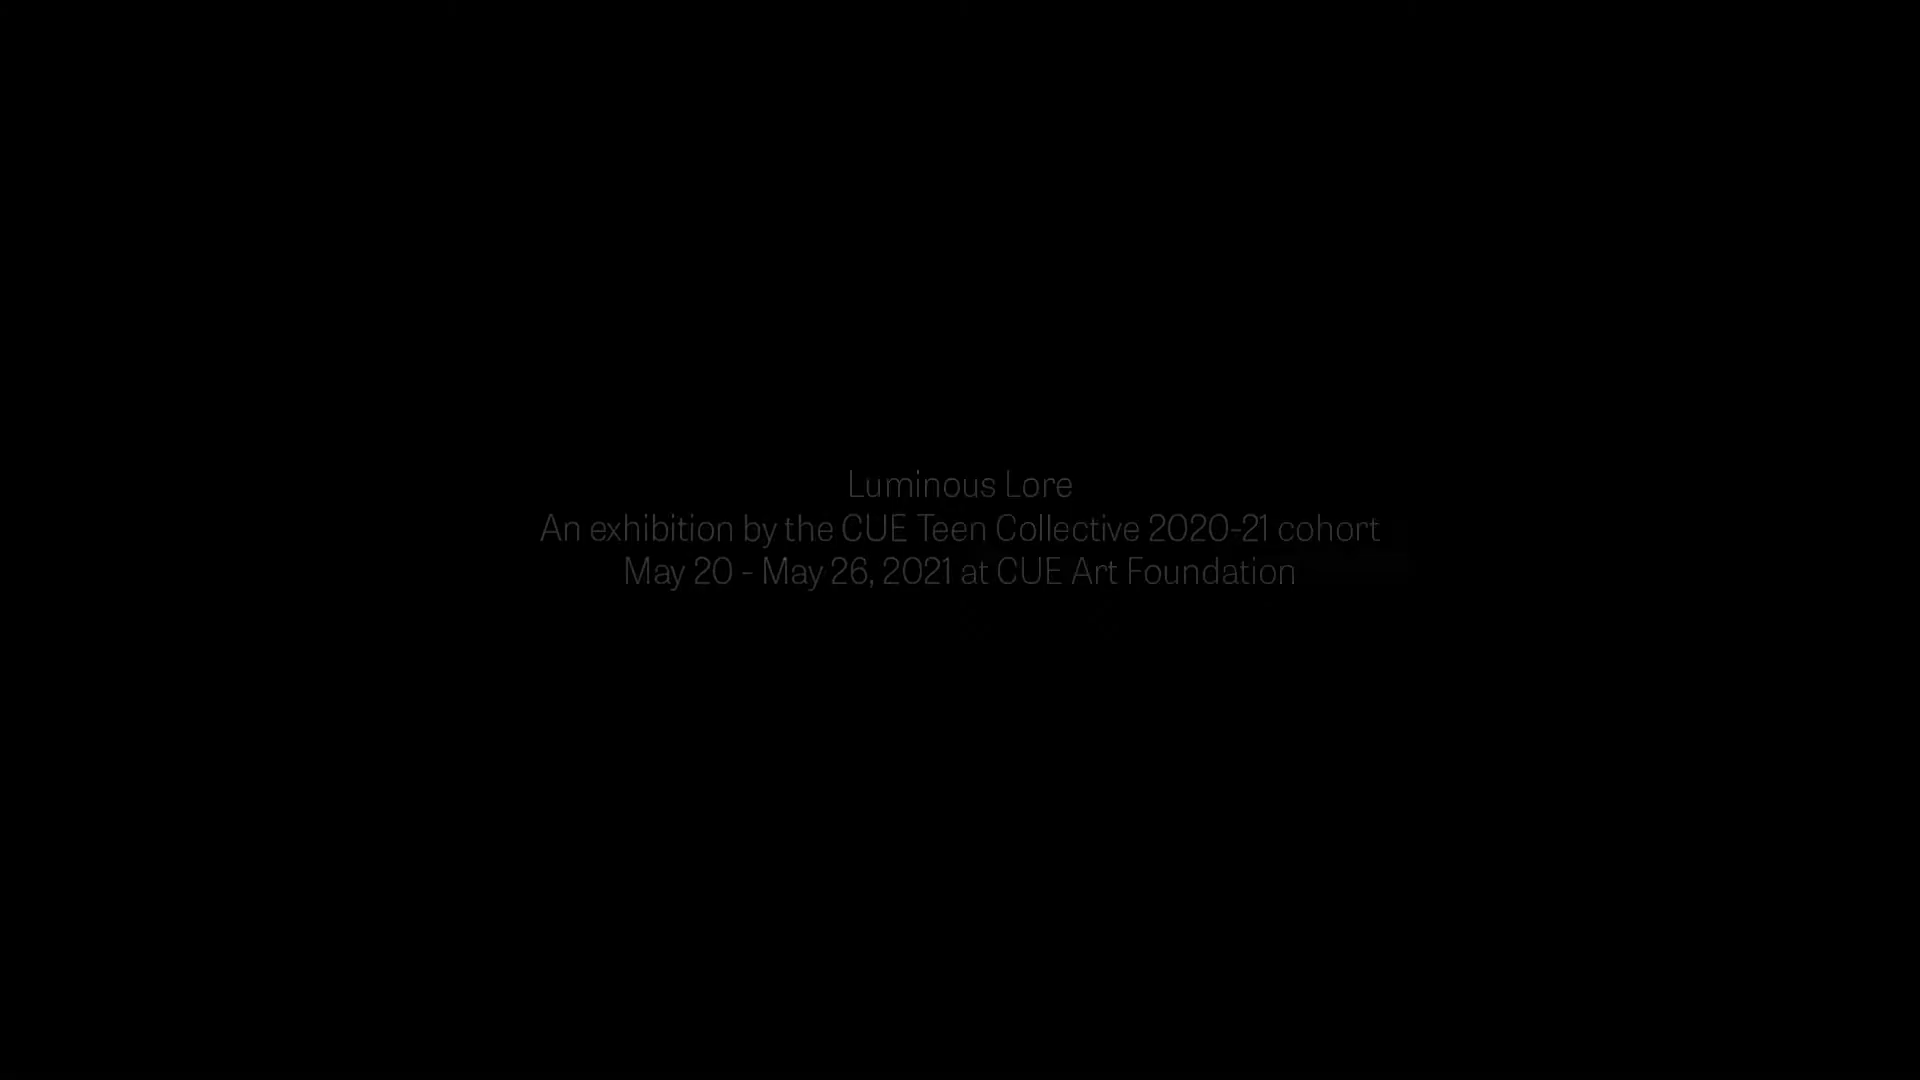 Luminous Lore
An exhibition by the CUE Teen Collective 2020-21 cohort
May 20 - May 26, 2021 at CUE Art Foundation